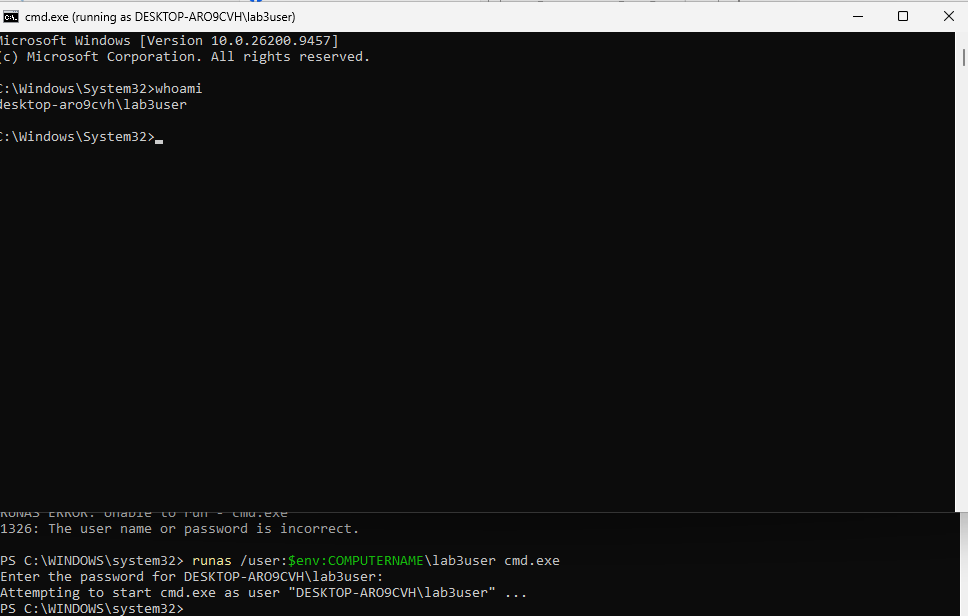 cmd.exe (running as DESKTOP-ARO9CVH\lab3user)
Microsoft Windows [Version 10.0.26200.9457]
(c) Microsoft Corporation. All rights reserved.
C:\Windows\System32>whoami
desktop-aro9cvh\lab3user
C:\Windows\System32>
RUNAS ERROR: Unable to run - cmd.exe
1326: The user name or password is incorrect.
PS C:\WINDOWS\system32> runas /user:$env:COMPUTERNAME\lab3user cmd.exe
Enter the password for DESKTOP-ARO9CVH\lab3user:
Attempting to start cmd.exe as user "DESKTOP-ARO9CVH\lab3user" ...
PS C:\WINDOWS\system32>